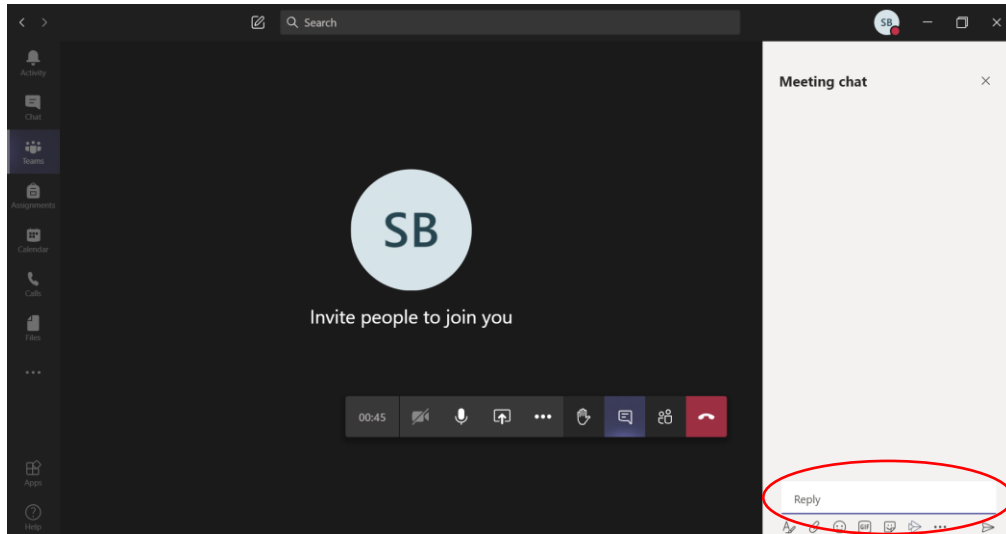 Search
SB
Activity
Chat
Teams
Assignments
Calendar
Calls
Files
Apps
Help
SB
Invite people to join you
00:45
Meeting chat
Reply
GIF